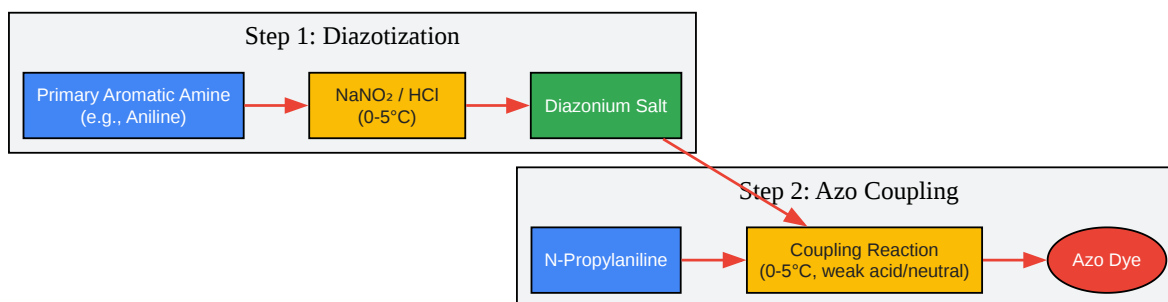 Step 1: Diazotization
Primary Aromatic Amine
(e.g., Aniline)
NaNO₂ / HCl
(0-5°C)
Diazonium Salt
Step 2: Azo Coupling
N-Propylaniline
Coupling Reaction
(0-5°C, weak acid/neutral)
Azo Dye